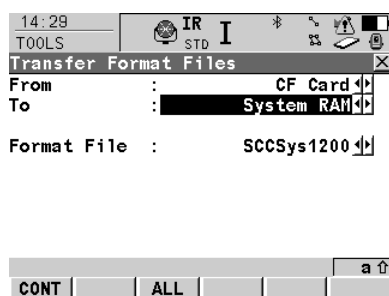 14:29
TOOLS
IR
STD
I
Transfer Format Files
From : CF Card
To : System RAM
Format File : SCCSys1200
a
CONT ALL